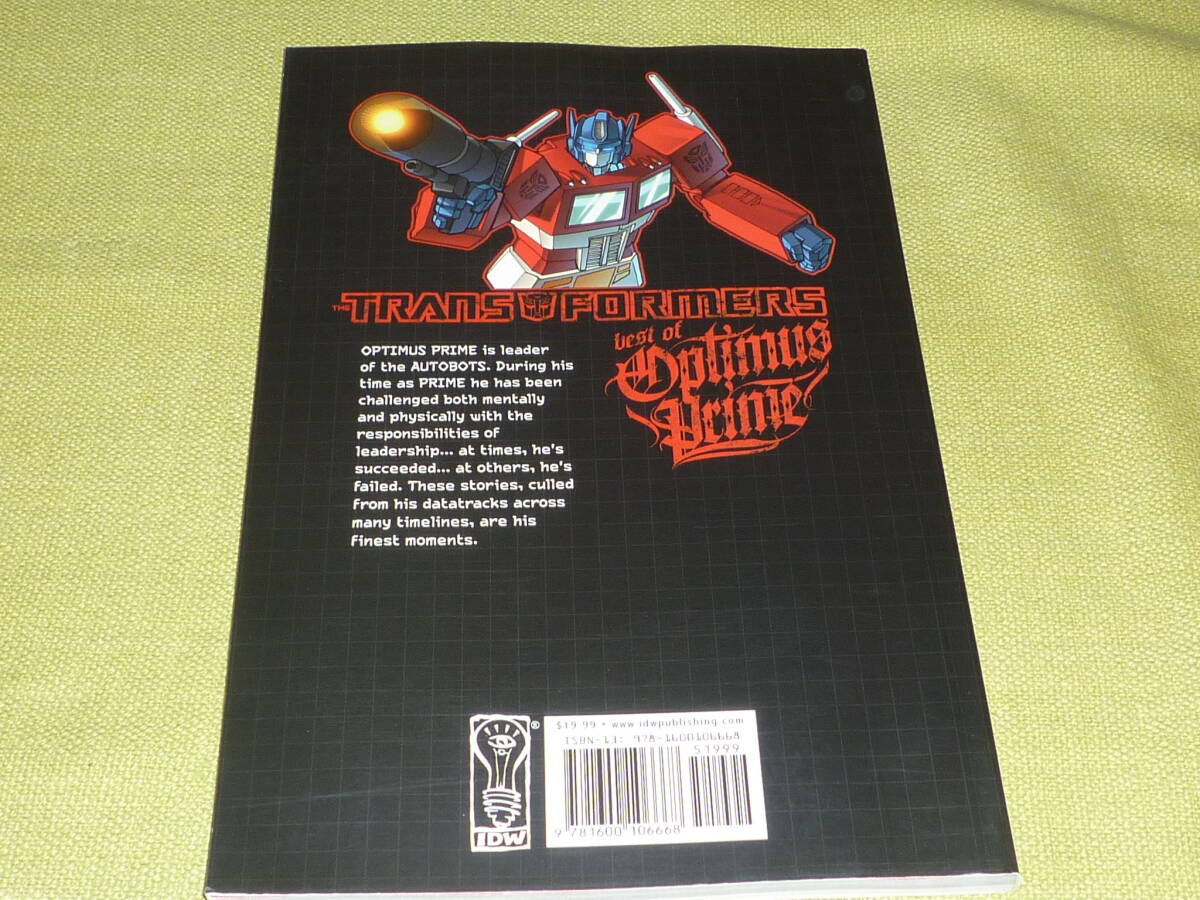 THE TRANSFORMERS
best of
Optimus
Prime
OPTIMUS PRIME is leader
of the AUTOBOTS. During his
time as PRIME he has been
challenged both mentally
and physically with the
responsibilities of
leadership... at times, he's
succeeded... at others, he's
failed. These stories, culled
from his datatracks across
many timelines, are his
finest moments.
IDW
®
$19.99 • www.idwpublishing.com
ISBN-13: 978-1600106668
51999
9 781600 106668